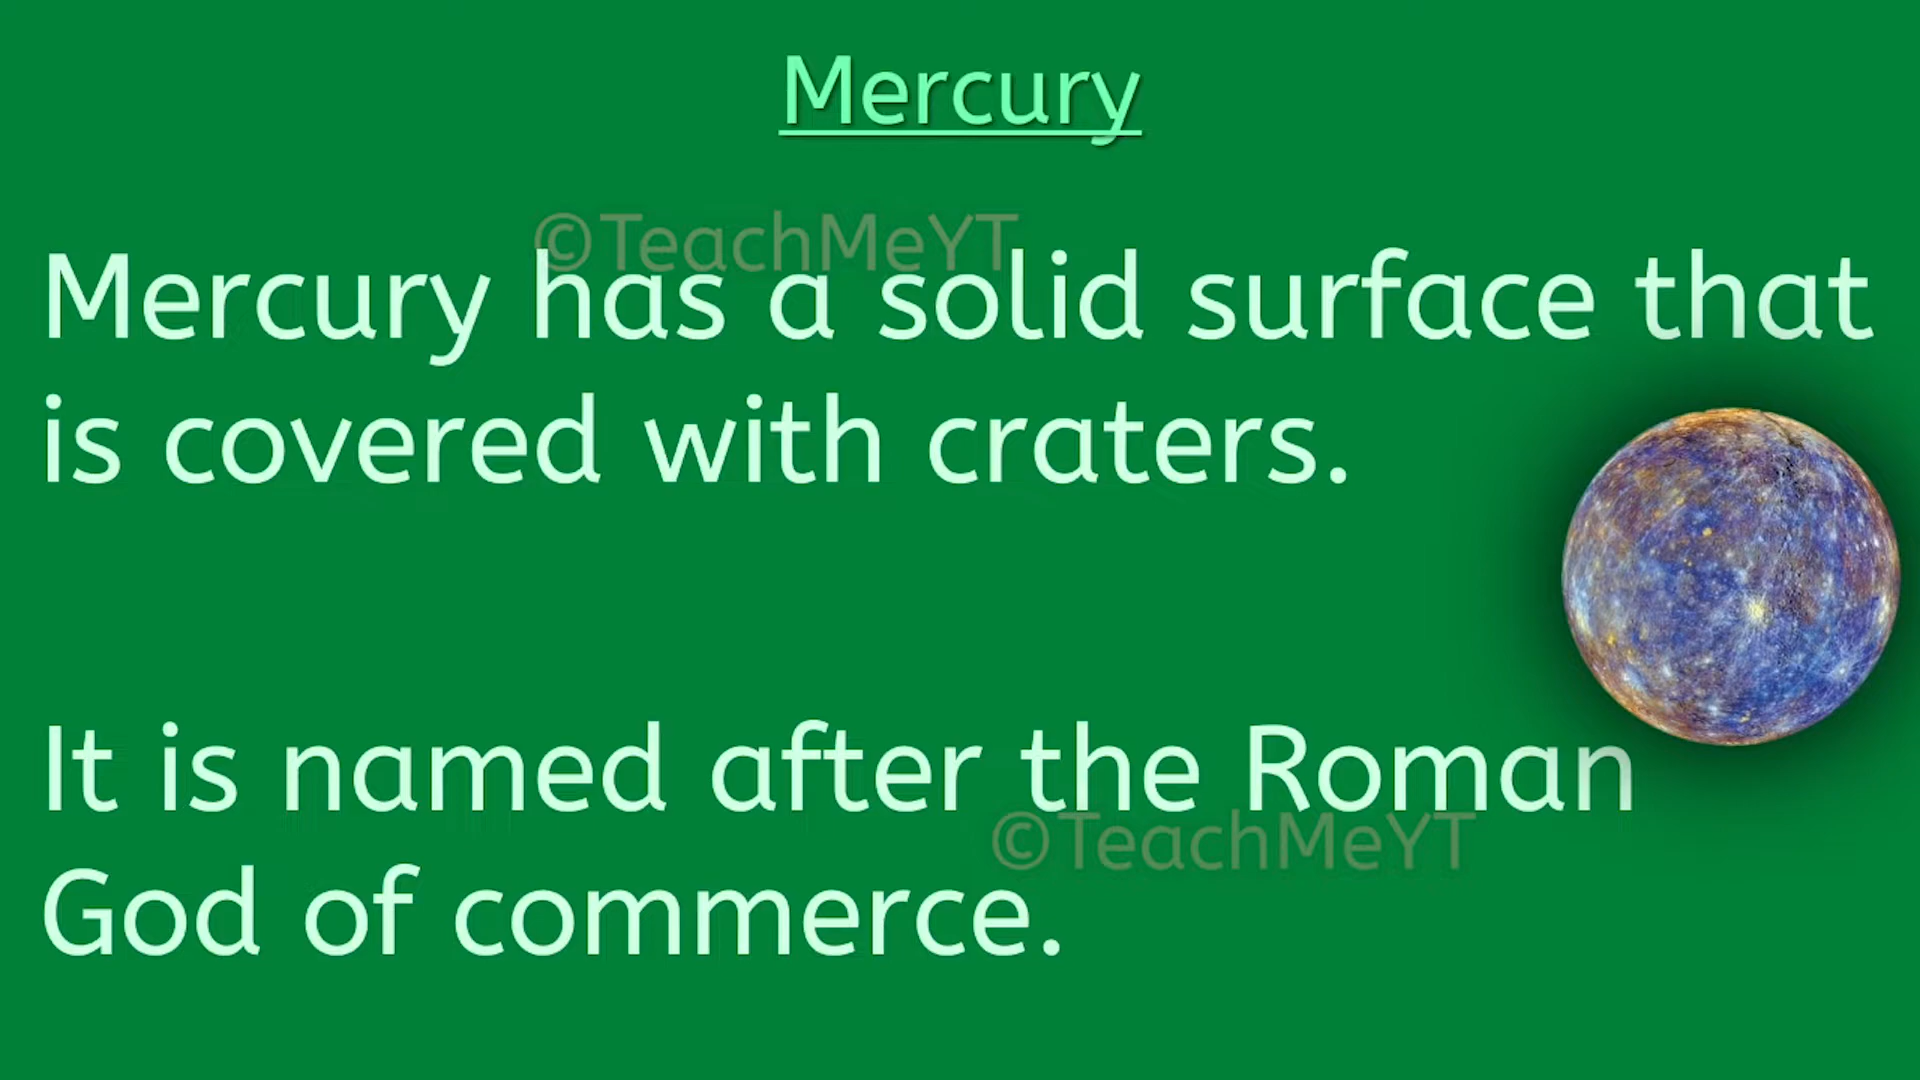 Mercury
©TeachMeYT
Mercury has a solid surface that
is covered with craters.
It is named after the Roman
©TeachMeYT
God of commerce.